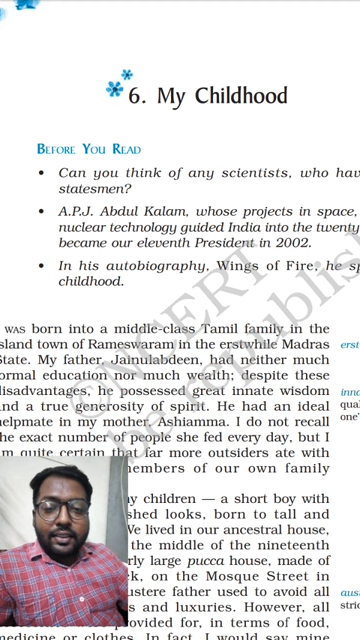 6. My Childhood
BEFORE YOU READ
• Can you think of any scientists, who hav
statesmen?
• A.P.J. Abdul Kalam, whose projects in space,
nuclear technology guided India into the twenty
became our eleventh President in 2002.
• In his autobiography, Wings of Fire, he sp
childhood.
I WAS born into a middle-class Tamil family in the
island town of Rameswaram in the erstwhile Madras
State. My father, Jainulabdeen, had neither much
formal education nor much wealth; despite these
disadvantages, he possessed great innate wisdom
and a true generosity of spirit. He had an ideal
helpmate in my mother, Ashiamma. I do not recall
the exact number of people she fed every day, but I
am quite certain that far more outsiders ate with
members of our own family
y children — a short boy with
shed looks, born to tall and
We lived in our ancestral house,
the middle of the nineteenth
rly large pucca house, made of
k, on the Mosque Street in
ustere father used to avoid all
s and luxuries. However, all
ovided for, in terms of food,
medicine or clothes. In fact, I would say mine
erst
inna
qual
one'
aust
stric
© NCERT
be republish